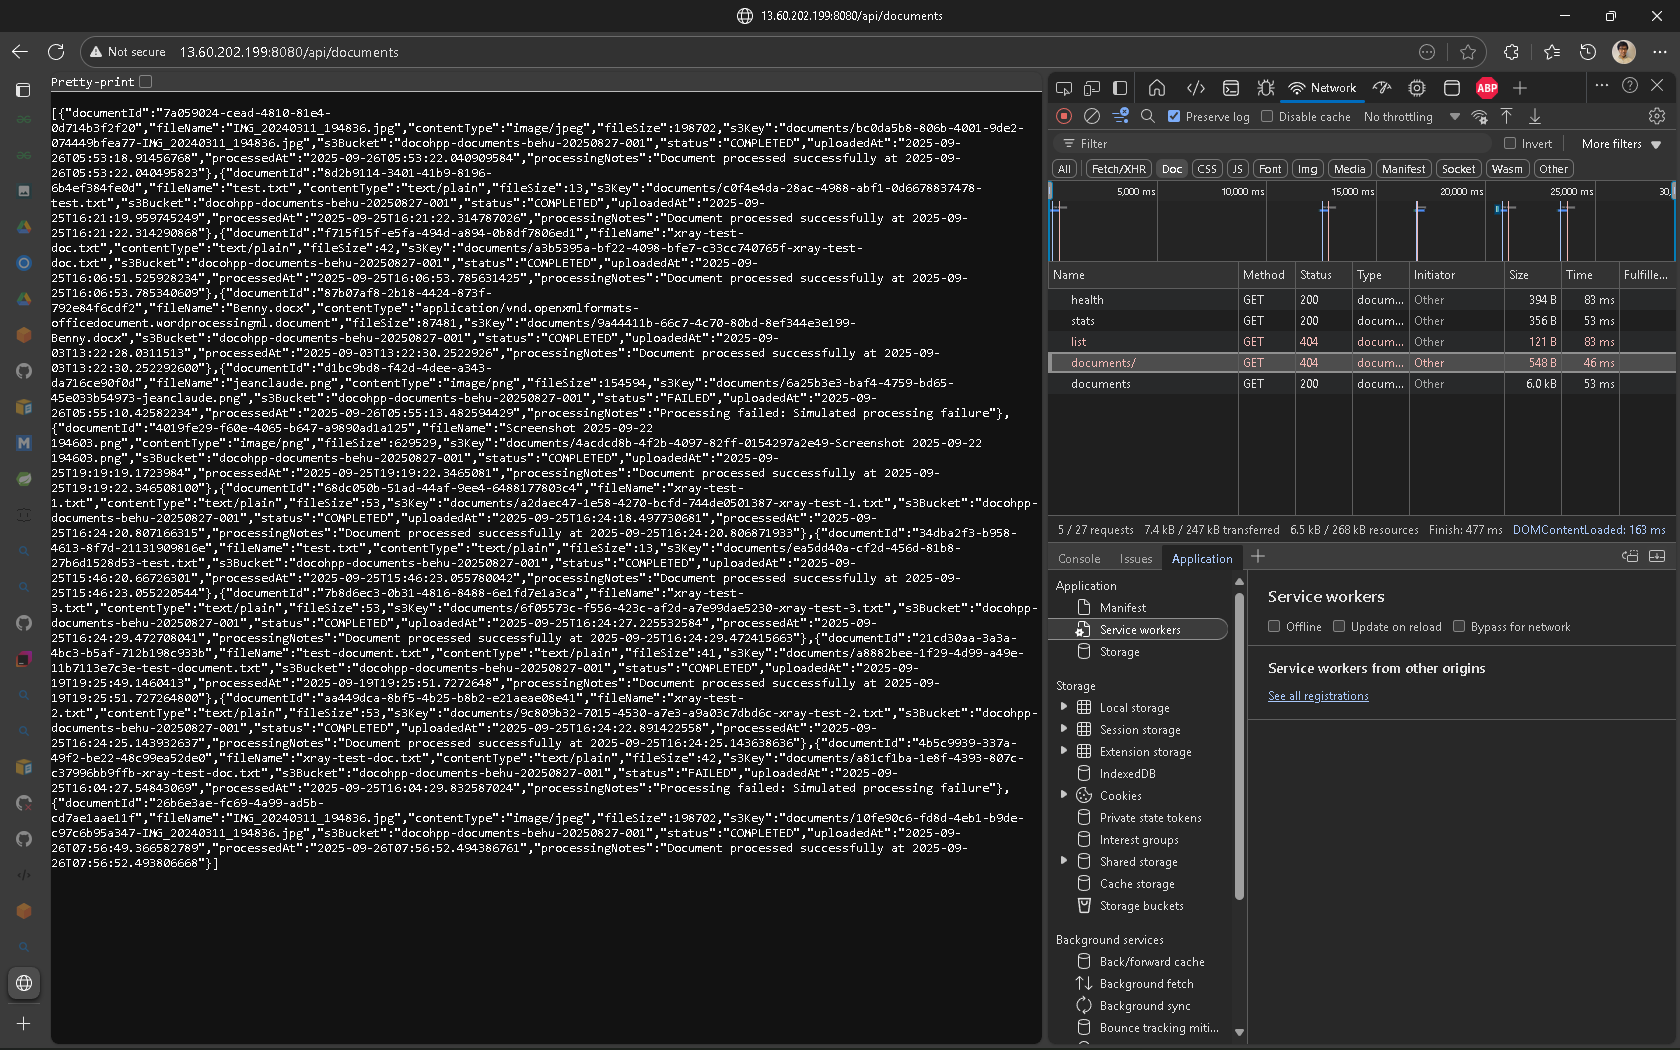 13.60.202.199:8080/api/documents
Not secure 13.60.202.199:8080/api/documents
Pretty-print
[{"documentId":"7a059024-cead-4810-81e4-
0d714b3f2f20","fileName":"IMG_20240311_194836.jpg","contentType":"image/jpeg","fileSize":198702,"s3Key":"documents/bc0da5b8-806b-4001-9de2-
074449bfea77-IMG_20240311_194836.jpg","s3Bucket":"docohpp-documents-behu-20250827-001","status":"COMPLETED","uploadedAt":"2025-09-
26T05:53:18.91456768","processedAt":"2025-09-26T05:53:22.040909584","processingNotes":"Document processed successfully at 2025-09-
26T05:53:22.040495823"},{"documentId":"8d2b9114-3401-41b9-8196-
6b4ef384fe0d","fileName":"test.txt","contentType":"text/plain","fileSize":13,"s3Key":"documents/c0f4e4da-28ac-4988-abf1-0d6678837478-
test.txt","s3Bucket":"docohpp-documents-behu-20250827-001","status":"COMPLETED","uploadedAt":"2025-09-
25T16:21:19.959745249","processedAt":"2025-09-25T16:21:22.314787026","processingNotes":"Document processed successfully at 2025-09-
25T16:21:22.314290868"},{"documentId":"f715f15f-e5fa-494d-a894-0b8df7806ed1","fileName":"xray-test-
doc.txt","contentType":"text/plain","fileSize":42,"s3Key":"documents/a3b5395a-bf22-4098-bfe7-c33cc740765f-xray-test-
doc.txt","s3Bucket":"docohpp-documents-behu-20250827-001","status":"COMPLETED","uploadedAt":"2025-09-
25T16:06:51.525928234","processedAt":"2025-09-25T16:06:53.785631425","processingNotes":"Document processed successfully at 2025-09-
25T16:06:53.785340609"},{"documentId":"87b07af8-2b18-4424-873f-
792e84f6cdf2","fileName":"Benny.docx","contentType":"application/vnd.openxmlformats-
officedocument.wordprocessingml.document","fileSize":87481,"s3Key":"documents/9a44411b-66c7-4c70-80bd-8ef344e3e199-
Benny.docx","s3Bucket":"docohpp-documents-behu-20250827-001","status":"COMPLETED","uploadedAt":"2025-09-
03T13:22:28.0311513","processedAt":"2025-09-03T13:22:30.2522926","processingNotes":"Document processed successfully at 2025-09-
03T13:22:30.252292600"},{"documentId":"d1bc9bd8-f42d-4dee-a343-
da716ce90f0d","fileName":"jeanclaude.png","contentType":"image/png","fileSize":154594,"s3Key":"documents/6a25b3e3-baf4-4759-bd65-
45e033b54973-jeanclaude.png","s3Bucket":"docohpp-documents-behu-20250827-001","status":"FAILED","uploadedAt":"2025-09-
26T05:55:10.42582234","processedAt":"2025-09-26T05:55:13.482594429","processingNotes":"Processing failed: Simulated processing failure"},
{"documentId":"4019fe29-f60e-4065-b647-a9890ad1a125","fileName":"Screenshot 2025-09-22
194603.png","contentType":"image/png","fileSize":629529,"s3Key":"documents/4acdcd8b-4f2b-4097-82ff-0154297a2e49-Screenshot 2025-09-22
194603.png","s3Bucket":"docohpp-documents-behu-20250827-001","status":"COMPLETED","uploadedAt":"2025-09-
25T19:19:19.1723984","processedAt":"2025-09-25T19:19:22.3465081","processingNotes":"Document processed successfully at 2025-09-
25T19:19:22.346508100"},{"documentId":"68dc050b-51ad-44af-9ee4-6488177803c4","fileName":"xray-test-
1.txt","contentType":"text/plain","fileSize":53,"s3Key":"documents/a2daec47-1e58-4270-bcfd-744de0501387-xray-test-1.txt","s3Bucket":"docohpp-
documents-behu-20250827-001","status":"COMPLETED","uploadedAt":"2025-09-25T16:24:18.497730681","processedAt":"2025-09-
25T16:24:20.807166315","processingNotes":"Document processed successfully at 2025-09-25T16:24:20.806871933"},{"documentId":"34dba2f3-b958-
4613-8f7d-21131909816e","fileName":"test.txt","contentType":"text/plain","fileSize":13,"s3Key":"documents/ea5dd40a-cf2d-456d-81b8-
27b6d1528d53-test.txt","s3Bucket":"docohpp-documents-behu-20250827-001","status":"COMPLETED","uploadedAt":"2025-09-
25T15:46:20.66726301","processedAt":"2025-09-25T15:46:23.055780042","processingNotes":"Document processed successfully at 2025-09-
25T15:46:23.055220544"},{"documentId":"7b8d6ec3-0b31-4816-8488-6e1fd7e1a3ca","fileName":"xray-test-
3.txt","contentType":"text/plain","fileSize":53,"s3Key":"documents/6f05573c-f556-423c-af2d-a7e99dae5230-xray-test-3.txt","s3Bucket":"docohpp-
documents-behu-20250827-001","status":"COMPLETED","uploadedAt":"2025-09-25T16:24:27.225532584","processedAt":"2025-09-
25T16:24:29.472708041","processingNotes":"Document processed successfully at 2025-09-25T16:24:29.472415663"},{"documentId":"21cd30aa-3a3a-
4bc3-b5af-712b198c933b","fileName":"test-document.txt","contentType":"text/plain","fileSize":41,"s3Key":"documents/a8882bee-1f29-4d99-a49e-
11b7113e7c3e-test-document.txt","s3Bucket":"docohpp-documents-behu-20250827-001","status":"COMPLETED","uploadedAt":"2025-09-
19T19:25:49.1460413","processedAt":"2025-09-19T19:25:51.7272648","processingNotes":"Document processed successfully at 2025-09-
19T19:25:51.727264800"},{"documentId":"aa449dca-8bf5-4b25-b8b2-e21aeae08e41","fileName":"xray-test-
2.txt","contentType":"text/plain","fileSize":53,"s3Key":"documents/9c809b32-7015-4530-a7e3-a9a03c7dbd6c-xray-test-2.txt","s3Bucket":"docohpp-
documents-behu-20250827-001","status":"COMPLETED","uploadedAt":"2025-09-25T16:24:22.891422558","processedAt":"2025-09-
25T16:24:25.143932637","processingNotes":"Document processed successfully at 2025-09-25T16:24:25.143638636"},{"documentId":"4b5c9939-337a-
49f2-be22-48c99ea52de0","fileName":"xray-test-doc.txt","contentType":"text/plain","fileSize":42,"s3Key":"documents/a81cf1ba-1e8f-4393-807c-
c37996bb9ffb-xray-test-doc.txt","s3Bucket":"docohpp-documents-behu-20250827-001","status":"FAILED","uploadedAt":"2025-09-
25T16:04:27.54843069","processedAt":"2025-09-25T16:04:29.832587024","processingNotes":"Processing failed: Simulated processing failure"},
{"documentId":"26b6e3ae-fc69-4a99-ad5b-
cd7ae1aae11f","fileName":"IMG_20240311_194836.jpg","contentType":"image/jpeg","fileSize":198702,"s3Key":"documents/10fe90c6-fd8d-4eb1-b9de-
c97c6b95a347-IMG_20240311_194836.jpg","s3Bucket":"docohpp-documents-behu-20250827-001","status":"COMPLETED","uploadedAt":"2025-09-
26T07:56:49.366582789","processedAt":"2025-09-26T07:56:52.494386761","processingNotes":"Document processed successfully at 2025-09-
26T07:56:52.493806668"}]
Network
ABP
Preserve log Disable cache No throttling
Filter Invert More filters
All Fetch/XHR Doc CSS JS Font Img Media Manifest Socket Wasm Other
5,000 ms 10,000 ms 15,000 ms 20,000 ms 25,000 ms 30,
Name Method Status Type Initiator Size Time Fulfille...
health GET 200 docum... Other 394 B 83 ms
stats GET 200 docum... Other 356 B 53 ms
list GET 404 docum... Other 121 B 83 ms
documents/ GET 404 docum... Other 548 B 46 ms
documents GET 200 docum... Other 6.0 kB 53 ms
5 / 27 requests 7.4 kB / 247 kB transferred 6.5 kB / 268 kB resources Finish: 477 ms DOMContentLoaded: 163 ms
Console Issues Application
Application
Manifest
Service workers
Storage
Storage
Local storage
Session storage
Extension storage
IndexedDB
Cookies
Private state tokens
Interest groups
Shared storage
Cache storage
Storage buckets
Background services
Back/forward cache
Background fetch
Background sync
Bounce tracking miti...
Service workers
Offline Update on reload Bypass for network
Service workers from other origins
See all registrations